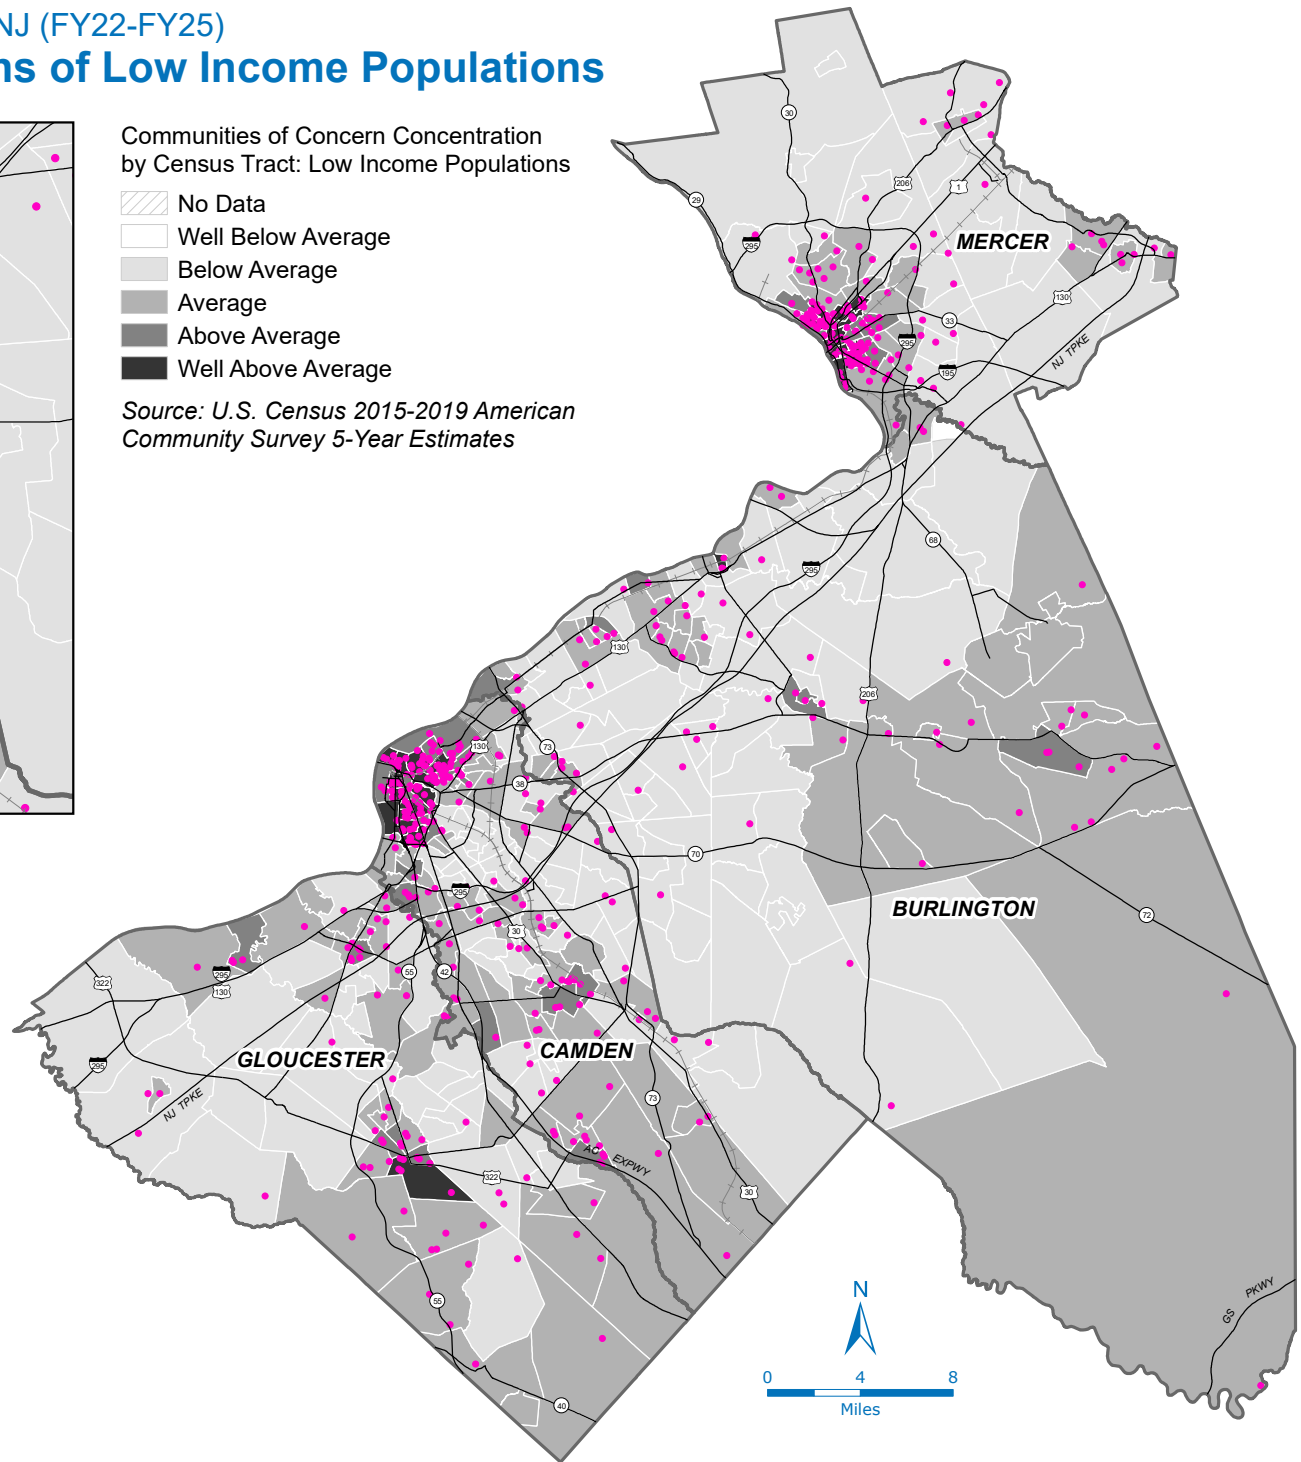 NJ (FY22-FY25)
ns of Low Income Populations
Communities of Concern Concentration
by Census Tract: Low Income Populations
No Data
Well Below Average
Below Average
Average
Above Average
Well Above Average
Source: U.S. Census 2015-2019 American
Community Survey 5-Year Estimates
30
29
206
1
295
MERCER
130
33
295
195
NJ TPKE
68
295
130
206
130
73
38
70
295
BURLINGTON
72
30
322
295
130
55
42
GLOUCESTER
CAMDEN
295
NJ TPKE
73
AC EXPWY
322
30
55
40
GS PKWY
N
0 4 8
Miles